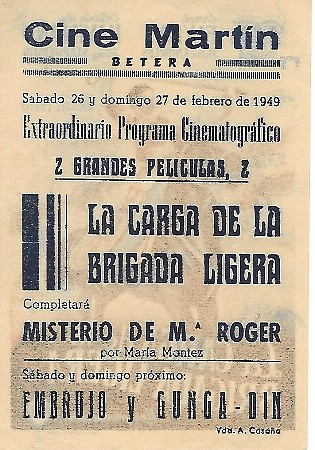 Cine Martín
BETERA
Sabado 26 y domingo 27 de febrero de 1949
Extraordinario Programa Cinematográfico
2 GRANDES PELICULAS, 2
LA CARGA DE LA
BRIGADA LIGERA
Completará
MISTERIO DE M.ª ROGER
por María Montez
Sábado y domingo próximo:
EMBRUJO y GUNGA-DIN
Vda. A. Casaña